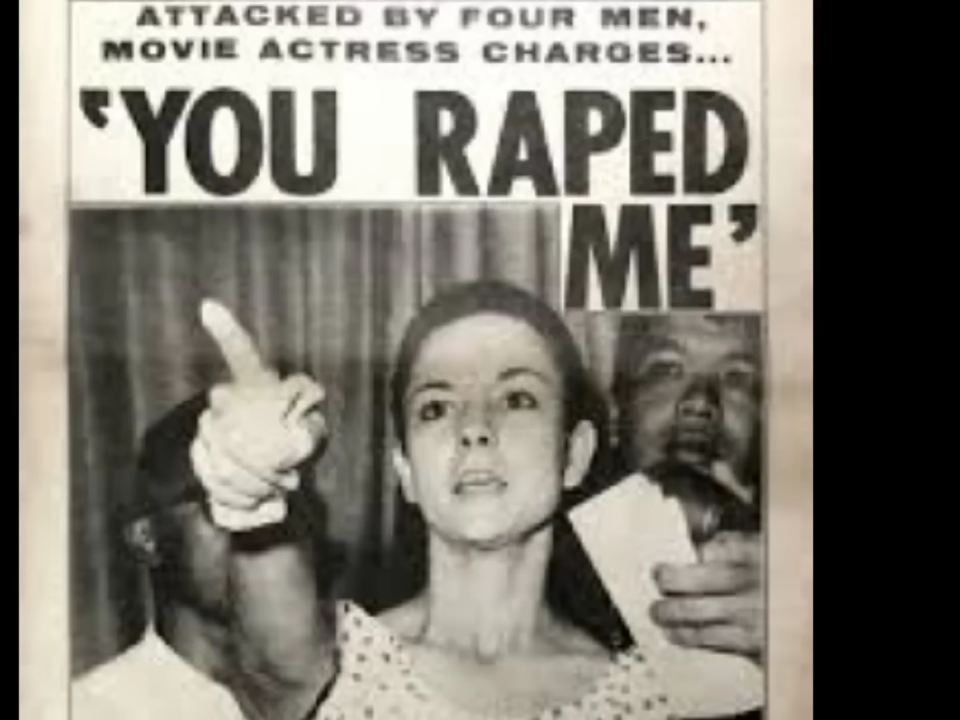 ATTACKED BY FOUR MEN,
MOVIE ACTRESS CHARGES...
'YOU RAPED
ME'